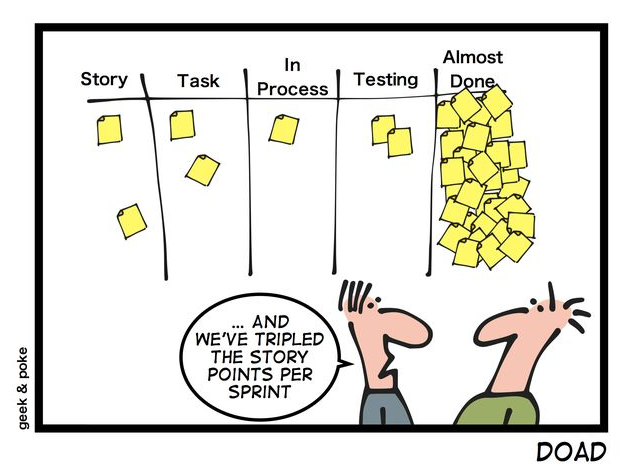 Story
Task
In
Process
Testing
Almost
Done
... AND
WE'VE TRIPLED
THE STORY
POINTS PER
SPRINT
geek & poke
DOAD